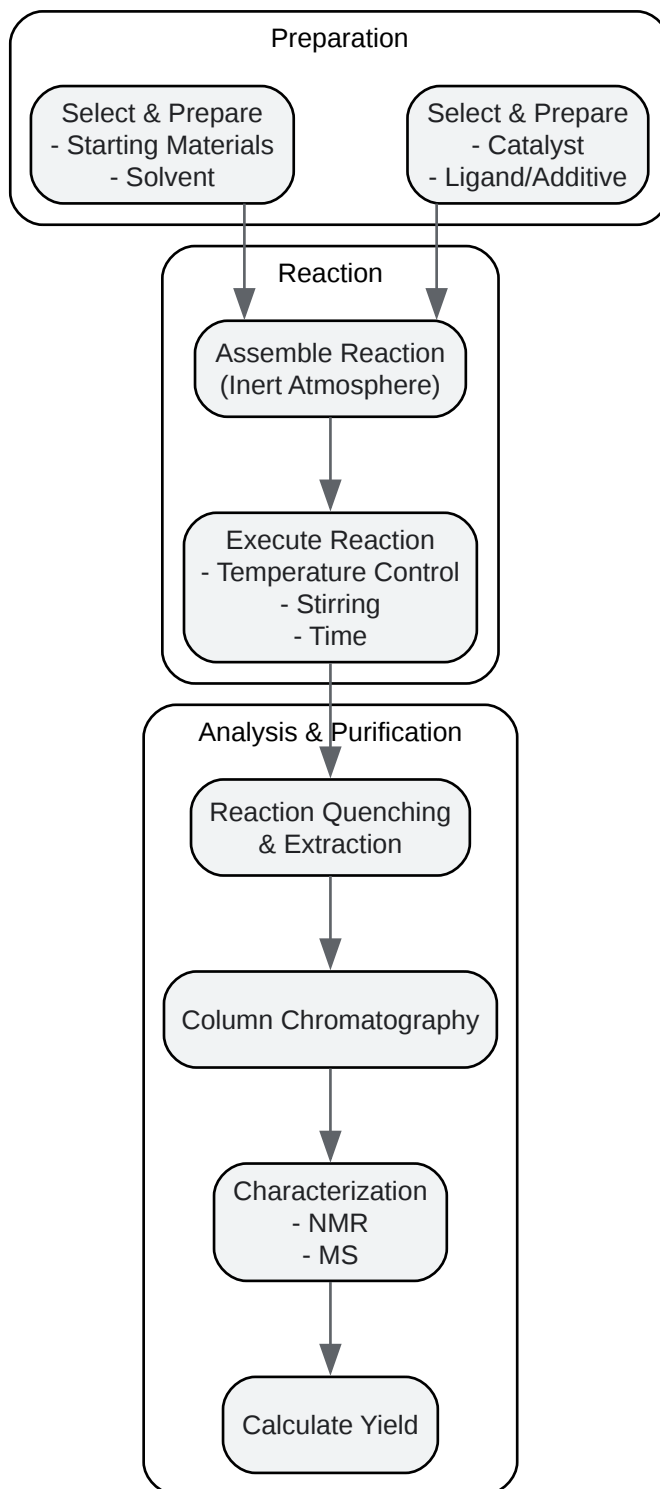 Preparation
Select & Prepare
- Starting Materials
- Solvent
Select & Prepare
- Catalyst
- Ligand/Additive
Reaction
Assemble Reaction
(Inert Atmosphere)
Execute Reaction
- Temperature Control
- Stirring
- Time
Analysis & Purification
Reaction Quenching
& Extraction
Column Chromatography
Characterization
- NMR
- MS
Calculate Yield